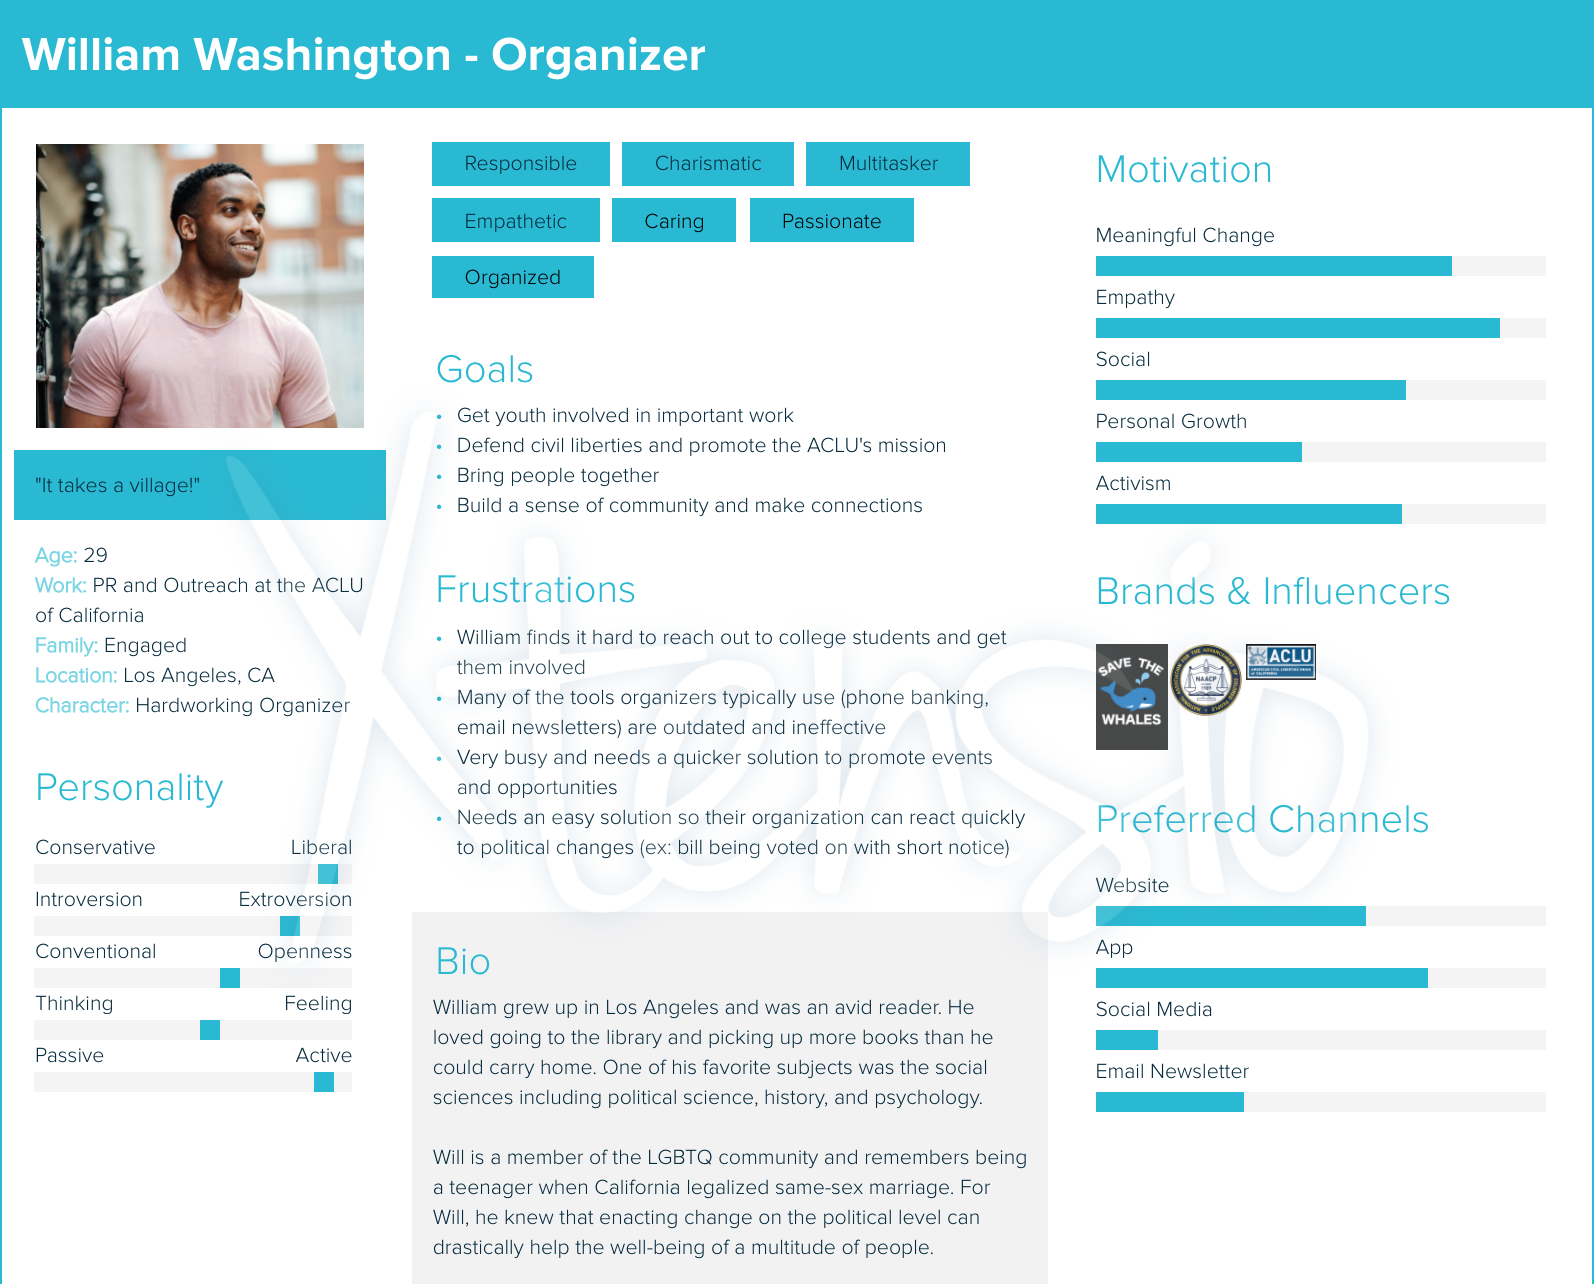 William Washington - Organizer
"It takes a village!"
Age: 29
Work: PR and Outreach at the ACLU
of California
Family: Engaged
Location: Los Angeles, CA
Character: Hardworking Organizer
Personality
Conservative Liberal
Introversion Extroversion
Conventional Openness
Thinking Feeling
Passive Active
Responsible Charismatic Multitasker
Empathetic Caring Passionate
Organized
Goals
• Get youth involved in important work
• Defend civil liberties and promote the ACLU's mission
• Bring people together
• Build a sense of community and make connections
Frustrations
• William finds it hard to reach out to college students and get
them involved
• Many of the tools organizers typically use (phone banking,
email newsletters) are outdated and ineffective
• Very busy and needs a quicker solution to promote events
and opportunities
• Needs an easy solution so their organization can react quickly
to political changes (ex: bill being voted on with short notice)
Bio
William grew up in Los Angeles and was an avid reader. He
loved going to the library and picking up more books than he
could carry home. One of his favorite subjects was the social
sciences including political science, history, and psychology.
Will is a member of the LGBTQ community and remembers being
a teenager when California legalized same-sex marriage. For
Will, he knew that enacting change on the political level can
drastically help the well-being of a multitude of people.
Motivation
Meaningful Change
Empathy
Social
Personal Growth
Activism
Brands & Influencers
SAVE THE
WHALES
NAACP
ACLU
Preferred Channels
Website
App
Social Media
Email Newsletter
Xtensio